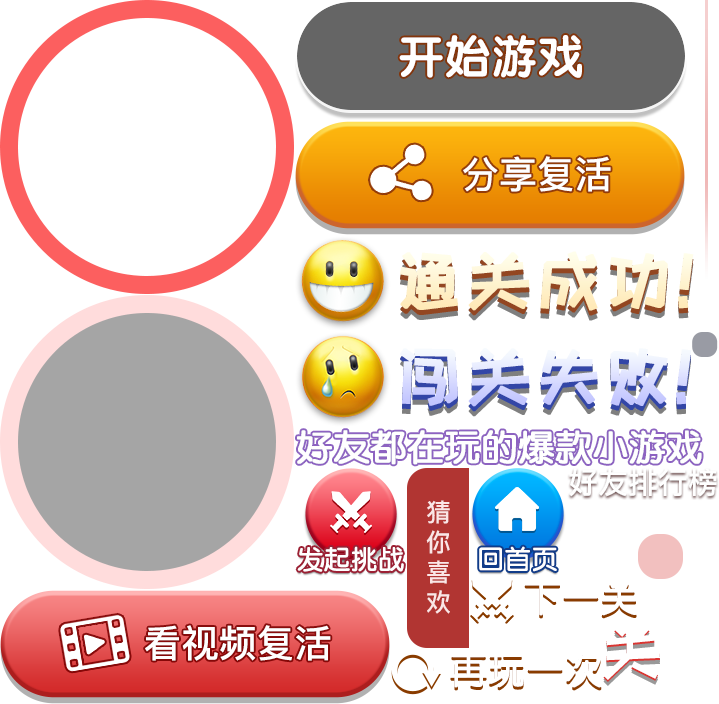 开始游戏
分享复活
通关成功!
闯关失败!
好友都在玩的爆款小游戏
好友排行榜
发起挑战
猜你喜欢
回首页
下一关
关
看视频复活
再玩一次